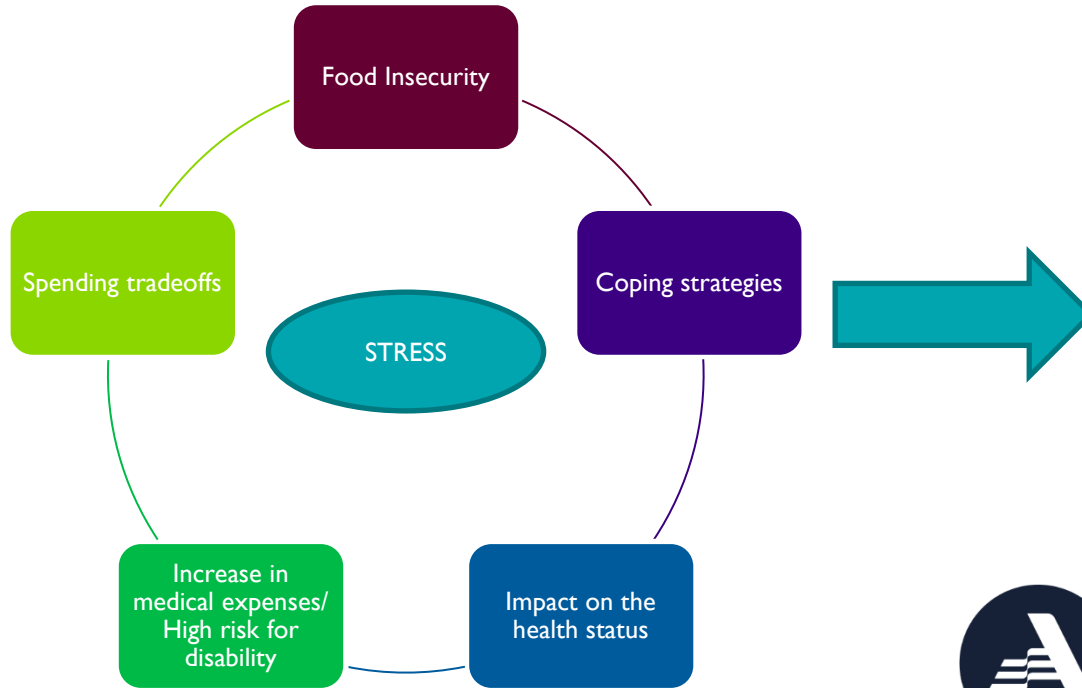 Food Insecurity
Spending tradeoffs
Coping strategies
STRESS
Increase in
medical expenses/
High risk for
disability
Impact on the
health status